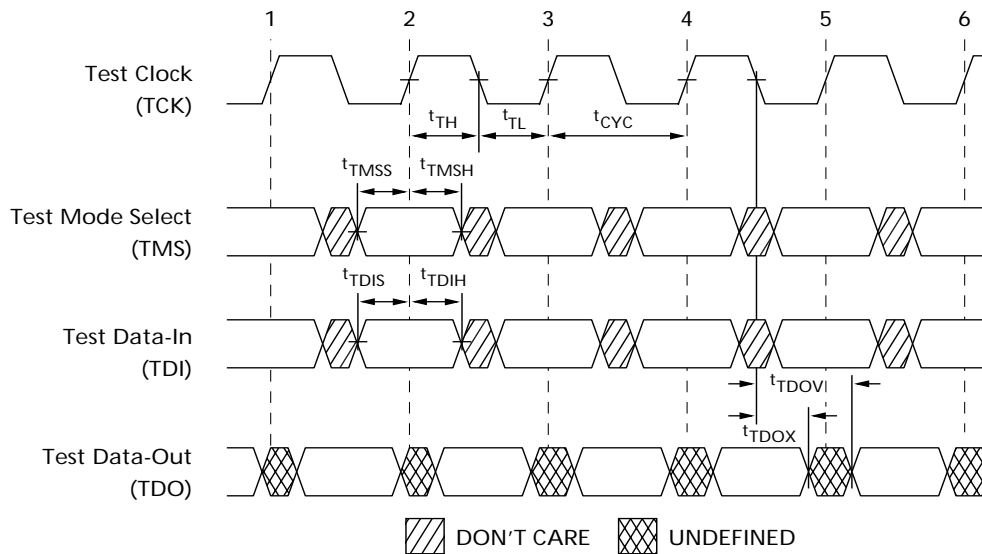 1 2 3 4 5 6
Test Clock
(TCK)
tTH tTL tCYC
tTMSS tTMSH
Test Mode Select
(TMS)
tTDIS tTDIH
Test Data-In
(TDI)
tTDOV
tTDOX
Test Data-Out
(TDO)
DON'T CARE UNDEFINED